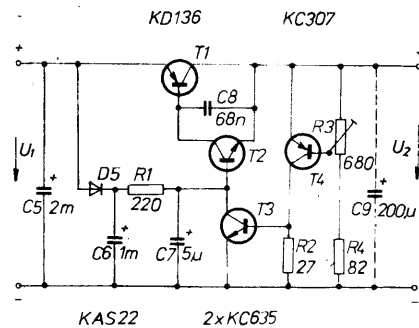 KD136 KC307
+ T1 +
C8
68n
R3
680
U₁ D5 R1 T2 T4 U₂
220
C5 2m + T3 + C9 200µ
C6 1m + C7 5µ + R2 27 R4 82
- -
KAS22 2xKC635